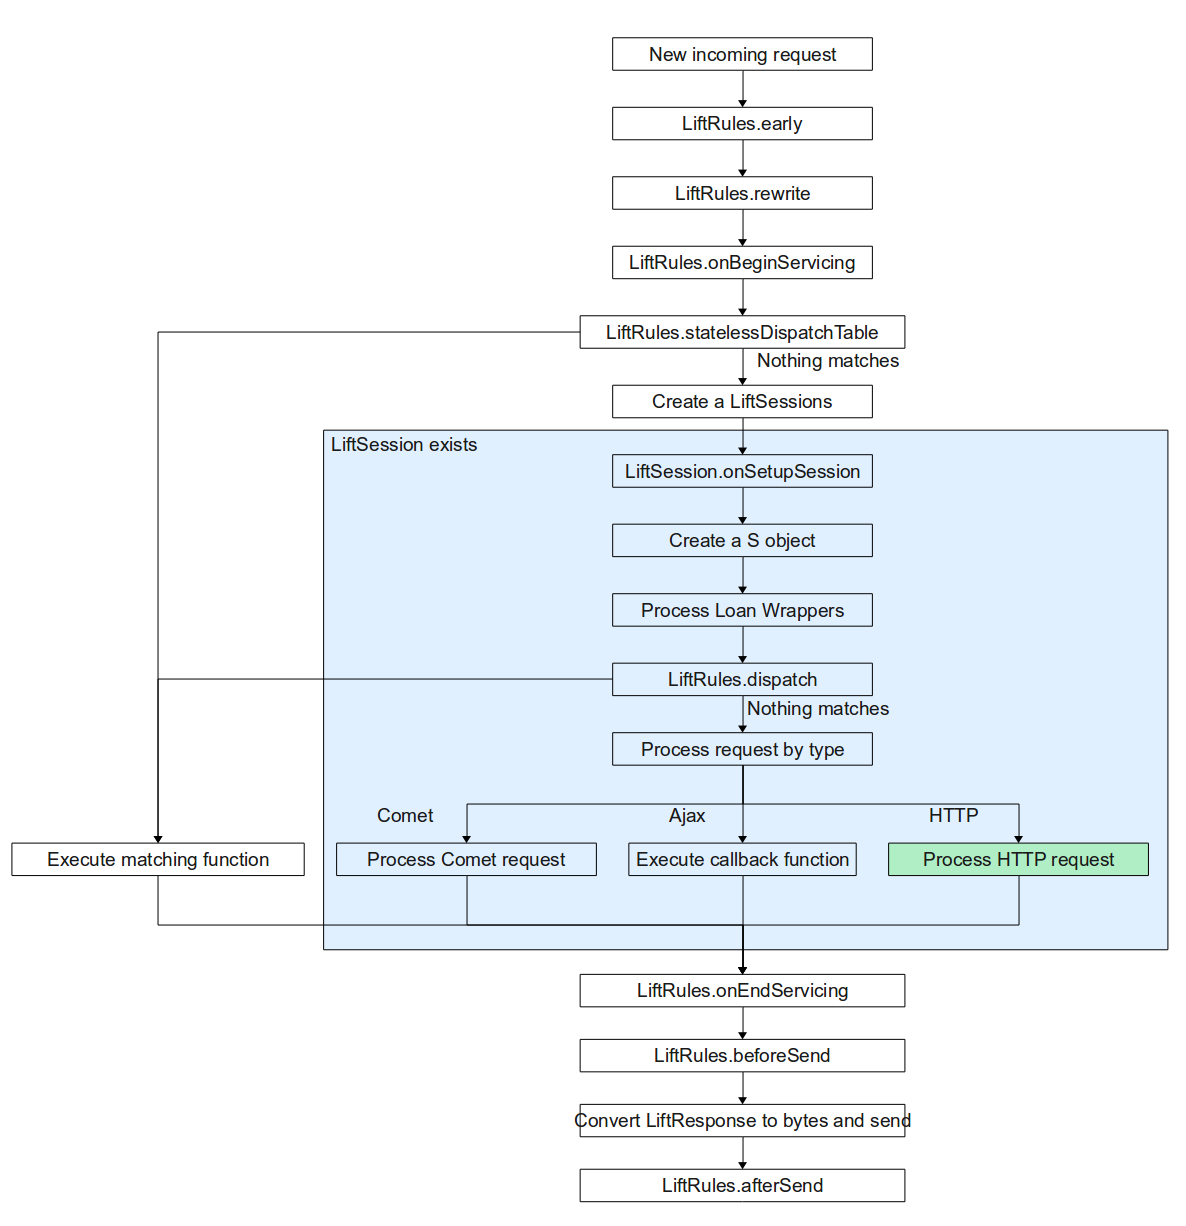 New incoming request
LiftRules.early
LiftRules.rewrite
LiftRules.onBeginServicing
LiftRules.statelessDispatchTable
Nothing matches
Create a LiftSessions
LiftSession exists
LiftSession.onSetupSession
Create a S object
Process Loan Wrappers
LiftRules.dispatch
Nothing matches
Process request by type
Comet
Ajax
HTTP
Execute matching function
Process Comet request
Execute callback function
Process HTTP request
LiftRules.onEndServicing
LiftRules.beforeSend
Convert LiftResponse to bytes and send
LiftRules.afterSend